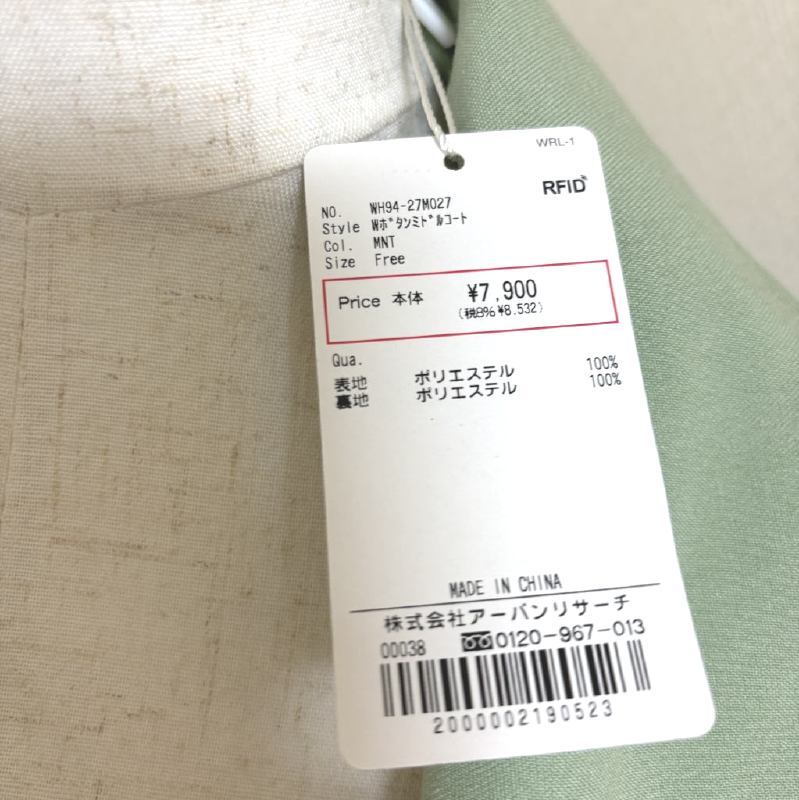 WRL-1
RFID
NO. WH94-27M027
Style Wﾎﾞﾀﾝﾐﾄﾞﾙｺｰﾄ
Col. MNT
Size Free
Price 本体 ¥7,900
(税8% ¥8.532)
Qua.
表地 ポリエステル 100%
裏地 ポリエステル 100%
MADE IN CHINA
株式会社アーバンリサーチ
00038 0120-967-013
2000002190523